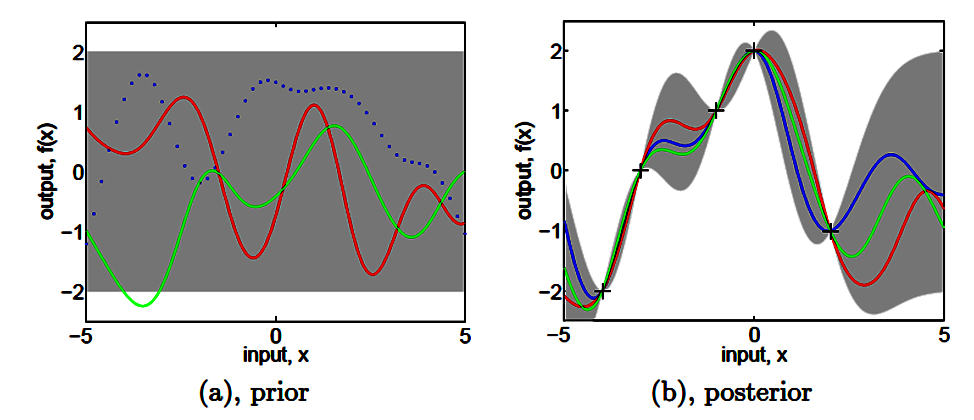 2
1
0
−1
−2
−5
0
5
output, f(x)
input, x
(a), prior
2
1
0
−1
−2
−5
0
5
output, f(x)
input, x
(b), posterior